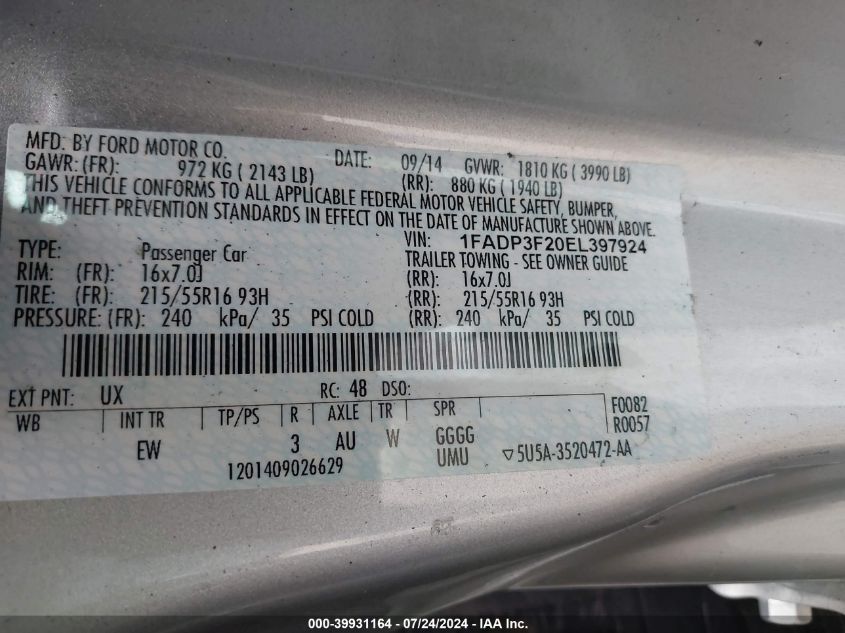 MFD. BY FORD MOTOR CO. DATE: 09/14 GVWR: 1810 KG ( 3990 LB)
GAWR: (FR): 972 KG ( 2143 LB) (RR): 880 KG ( 1940 LB)
THIS VEHICLE CONFORMS TO ALL APPLICABLE FEDERAL MOTOR VEHICLE SAFETY, BUMPER,
AND THEFT PREVENTION STANDARDS IN EFFECT ON THE DATE OF MANUFACTURE SHOWN ABOVE.
VIN: 1FADP3F20EL397924
TYPE: Passenger Car TRAILER TOWING - SEE OWNER GUIDE
RIM: (FR): 16x7.0J (RR): 16x7.0J
TIRE: (FR): 215/55R16 93H (RR): 215/55R16 93H
PRESSURE: (FR): 240 kPa/ 35 PSI COLD (RR): 240 kPa/ 35 PSI COLD
EXT PNT: UX RC: 48 DSO:
WB INT TR TP/PS R AXLE TR SPR F0082
R0057
EW 3 AU W GGGG
UMU ▽5U5A-3520472-AA
1201409026629
000-39931164 - 07/24/2024 - IAA Inc.